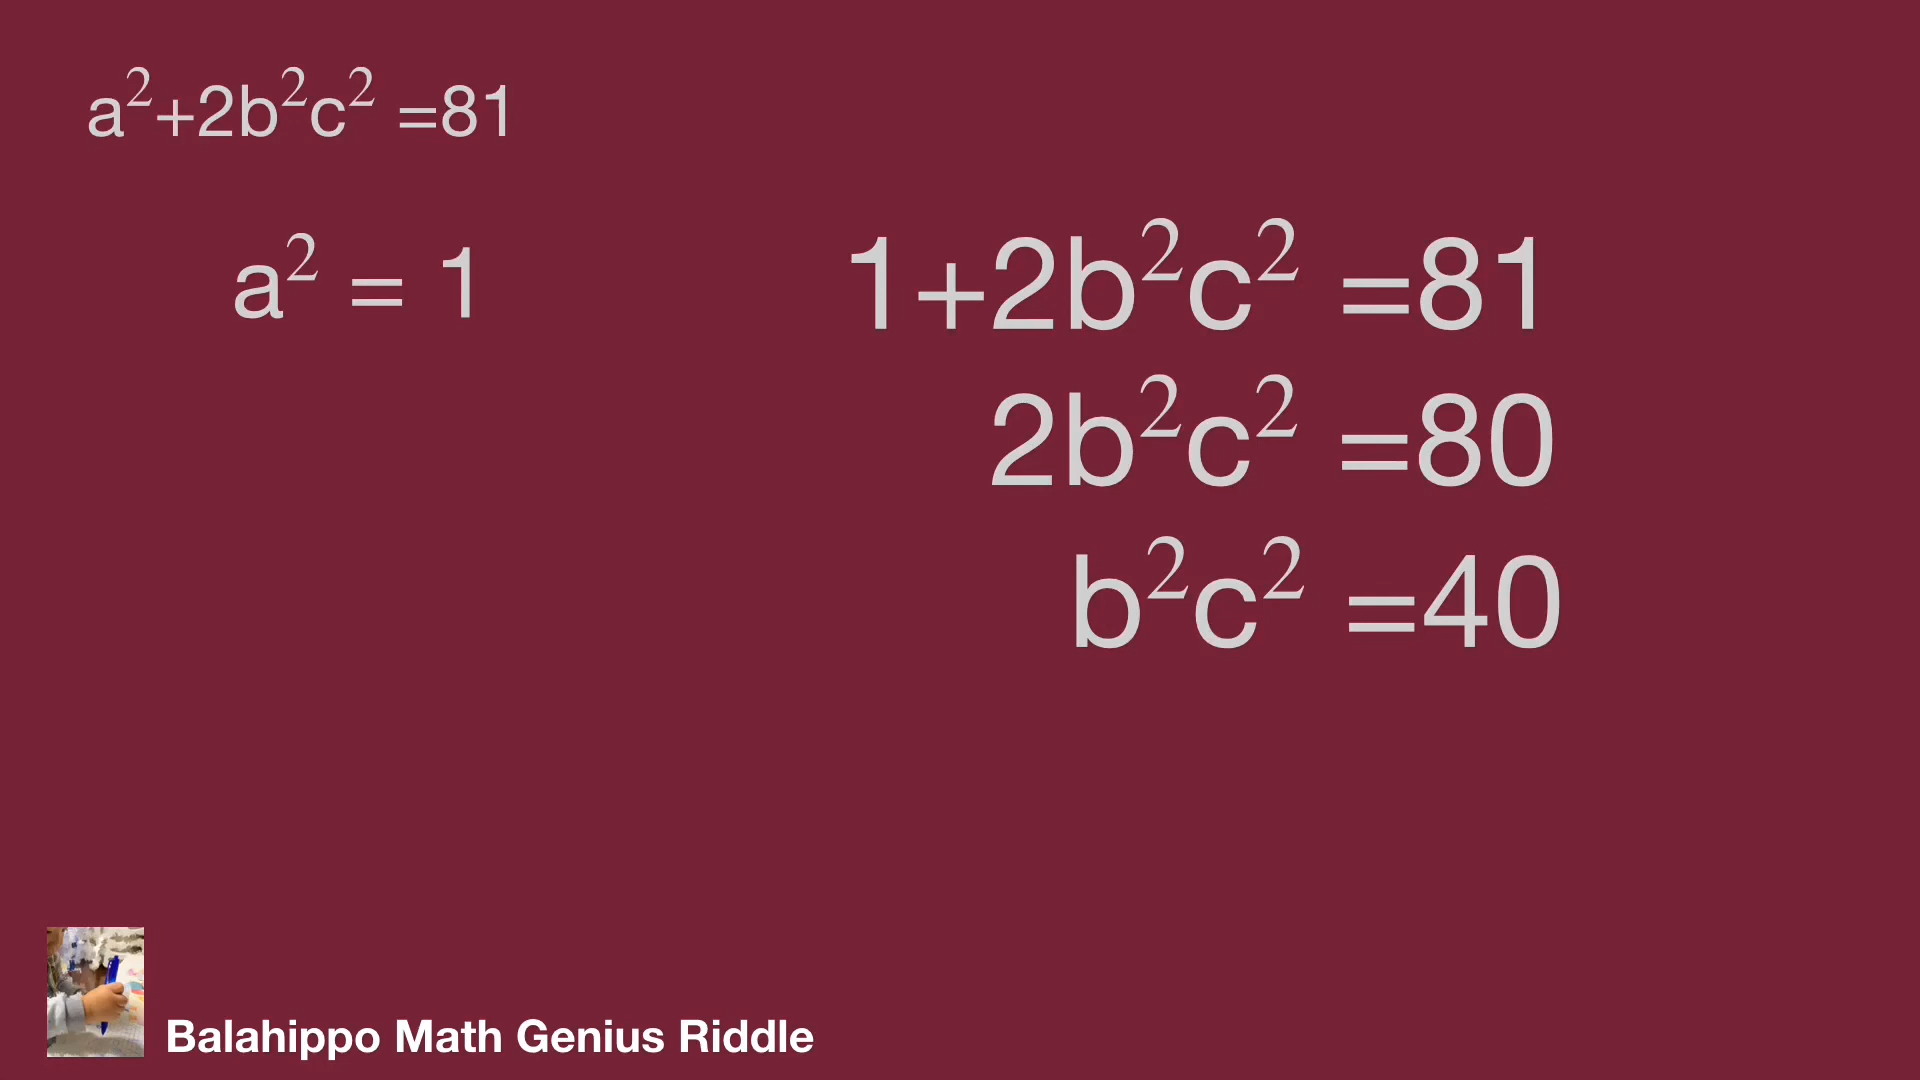 a²+2b²c² =81
a² = 1
1+2b²c² =81
2b²c² =80
b²c² =40
Balahippo Math Genius Riddle